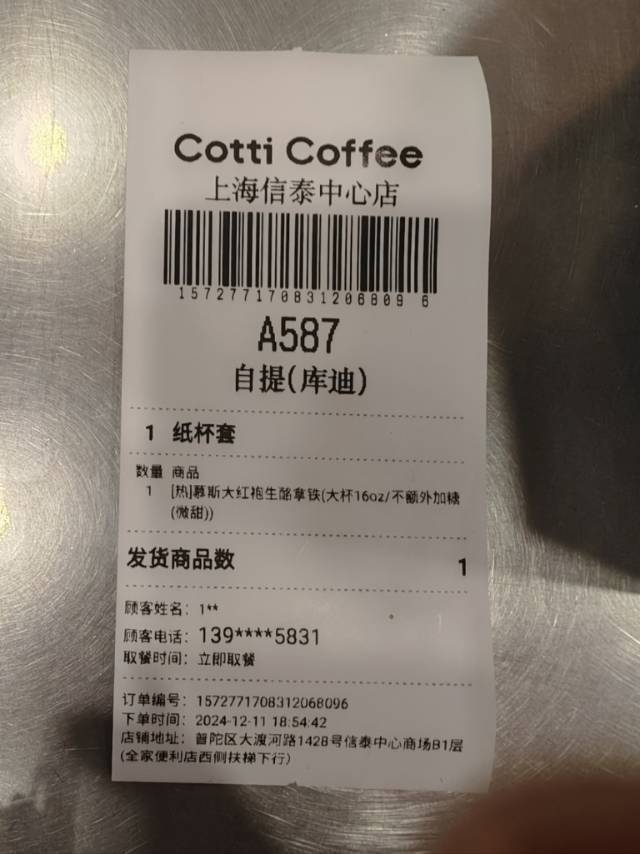 Cotti Coffee
上海信泰中心店
1572771708312068096
A587
自提(库迪)
1 纸杯套
数量 商品
1 [热]慕斯大红袍生酪拿铁(大杯16oz/不额外加糖
(微甜))
发货商品数 1
顾客姓名: 1**
顾客电话: 139****5831
取餐时间: 立即取餐
订单编号: 1572771708312068096
下单时间: 2024-12-11 18:54:42
店铺地址: 普陀区大渡河路1428号信泰中心商场B1层
(全家便利店西侧扶梯下行)